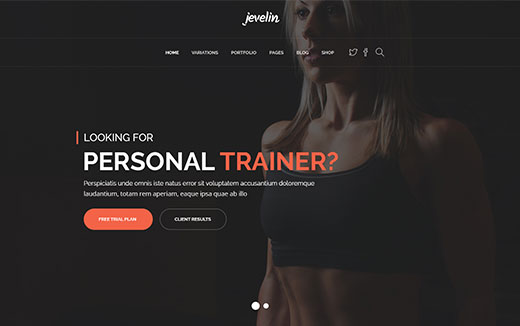 jevelin
HOME VARIATIONS PORTFOLIO PAGES BLOG SHOP
LOOKING FOR
PERSONAL TRAINER?
Perspiciatis unde omnis iste natus error sit voluptatem accusantium doloremque
laudantium, totam rem aperiam, eaque ipsa quae ab illo
FREE TRIAL PLAN CLIENT RESULTS